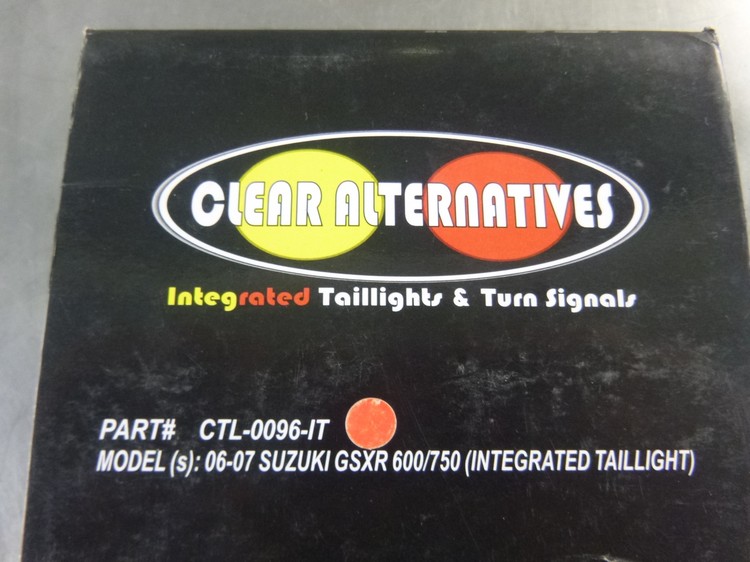 CLEAR ALTERNATIVES
Integrated Taillights & Turn Signals
PART# CTL-0096-IT
MODEL (s): 06-07 SUZUKI GSXR 600/750 (INTEGRATED TAILLIGHT)